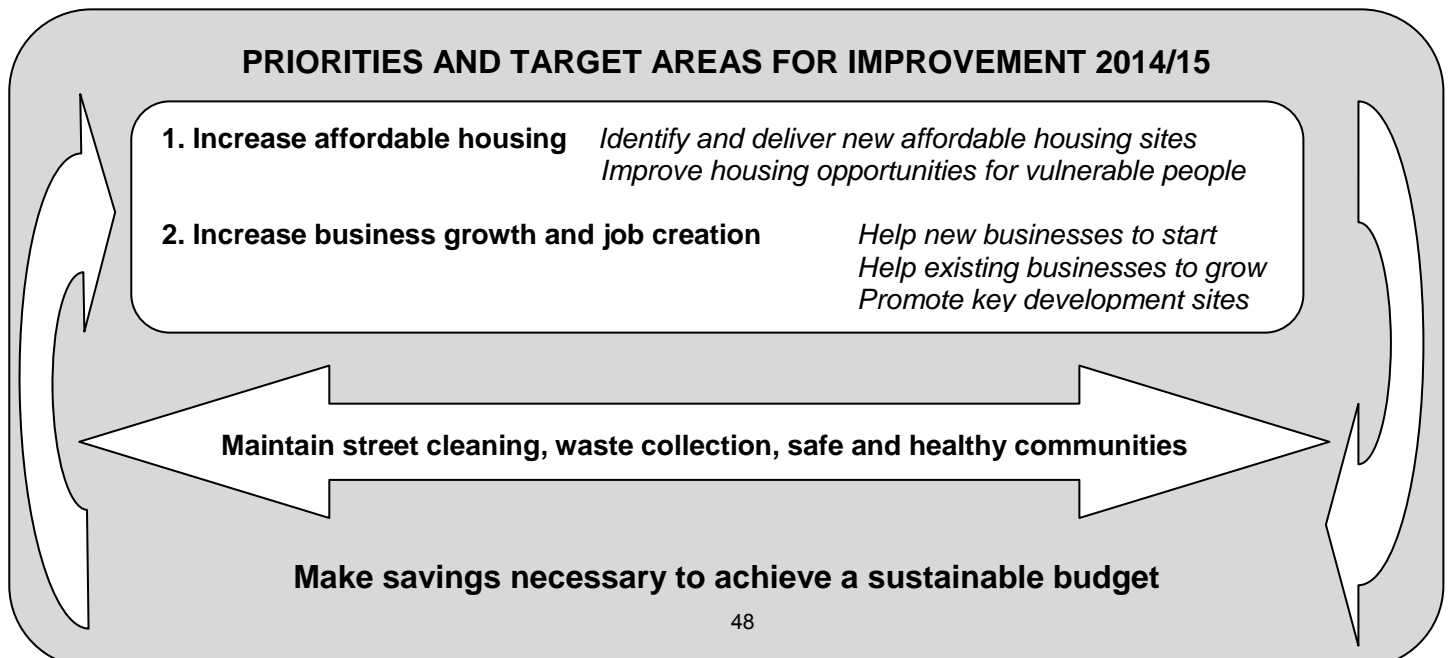 PRIORITIES AND TARGET AREAS FOR IMPROVEMENT 2014/15
1. Increase affordable housing Identify and deliver new affordable housing sites
Improve housing opportunities for vulnerable people
2. Increase business growth and job creation Help new businesses to start
Help existing businesses to grow
Promote key development sites
Maintain street cleaning, waste collection, safe and healthy communities
Make savings necessary to achieve a sustainable budget
48